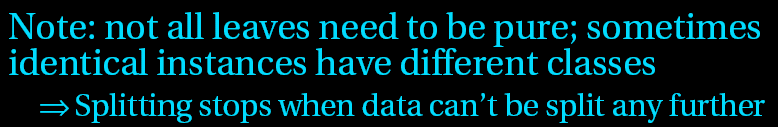 Note: not all leaves need to be pure; sometimes
identical instances have different classes
⇒ Splitting stops when data can’t be split any further